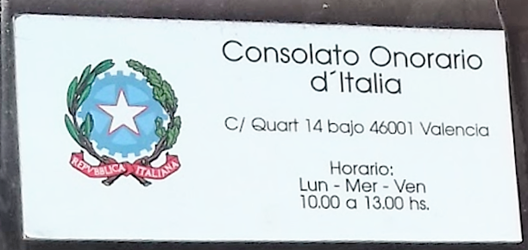 Consolato Onorario
d´Italia
C/ Quart 14 bajo 46001 Valencia
Horario:
Lun - Mer - Ven
10.00 a 13.00 hs.
REPVBBLICA ITALIANA